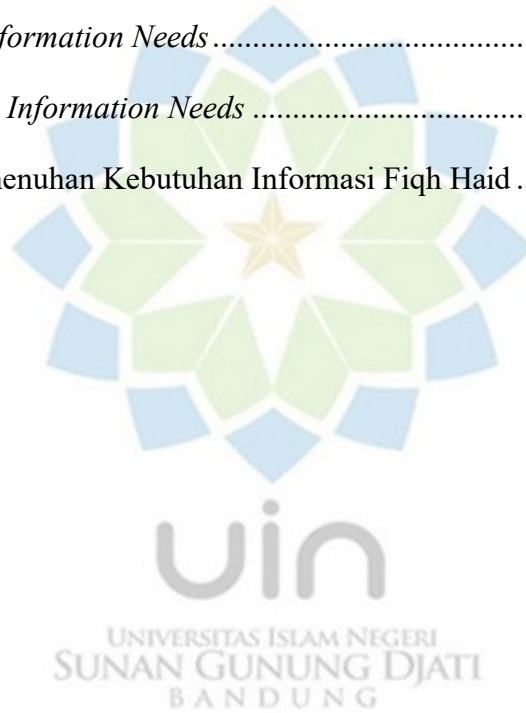 formation Needs ..............................................
Information Needs .........................................
enuhan Kebutuhan Informasi Fiqh Haid .
uin
UNIVERSITAS ISLAM NEGERI
SUNAN GUNUNG DJATI
BANDUNG